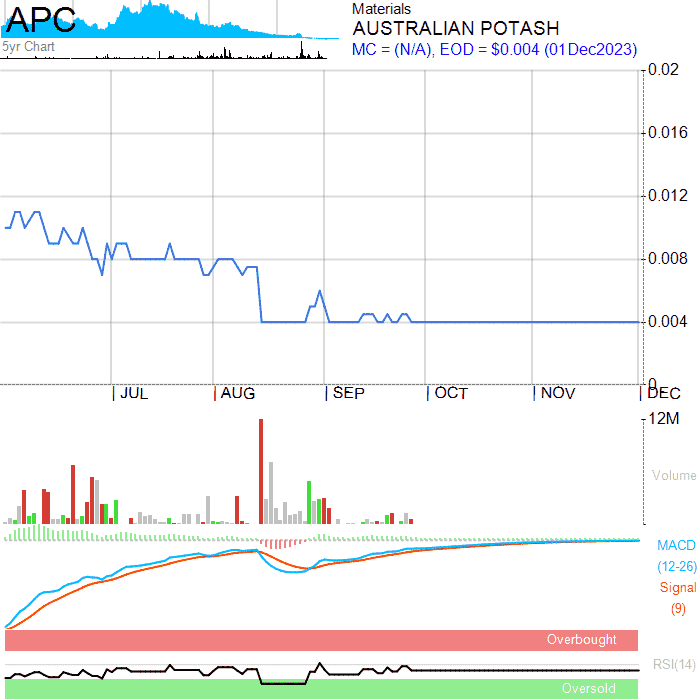 APC
5yr Chart
Materials
AUSTRALIAN POTASH
MC = (N/A), EOD = $0.004 (01Dec2023)
0.02
0.016
0.012
0.008
0.004
0
JUL
AUG
SEP
OCT
NOV
DEC
12M
Volume
MACD
(12-26)
Signal
(9)
Overbought
RSI(14)
Oversold